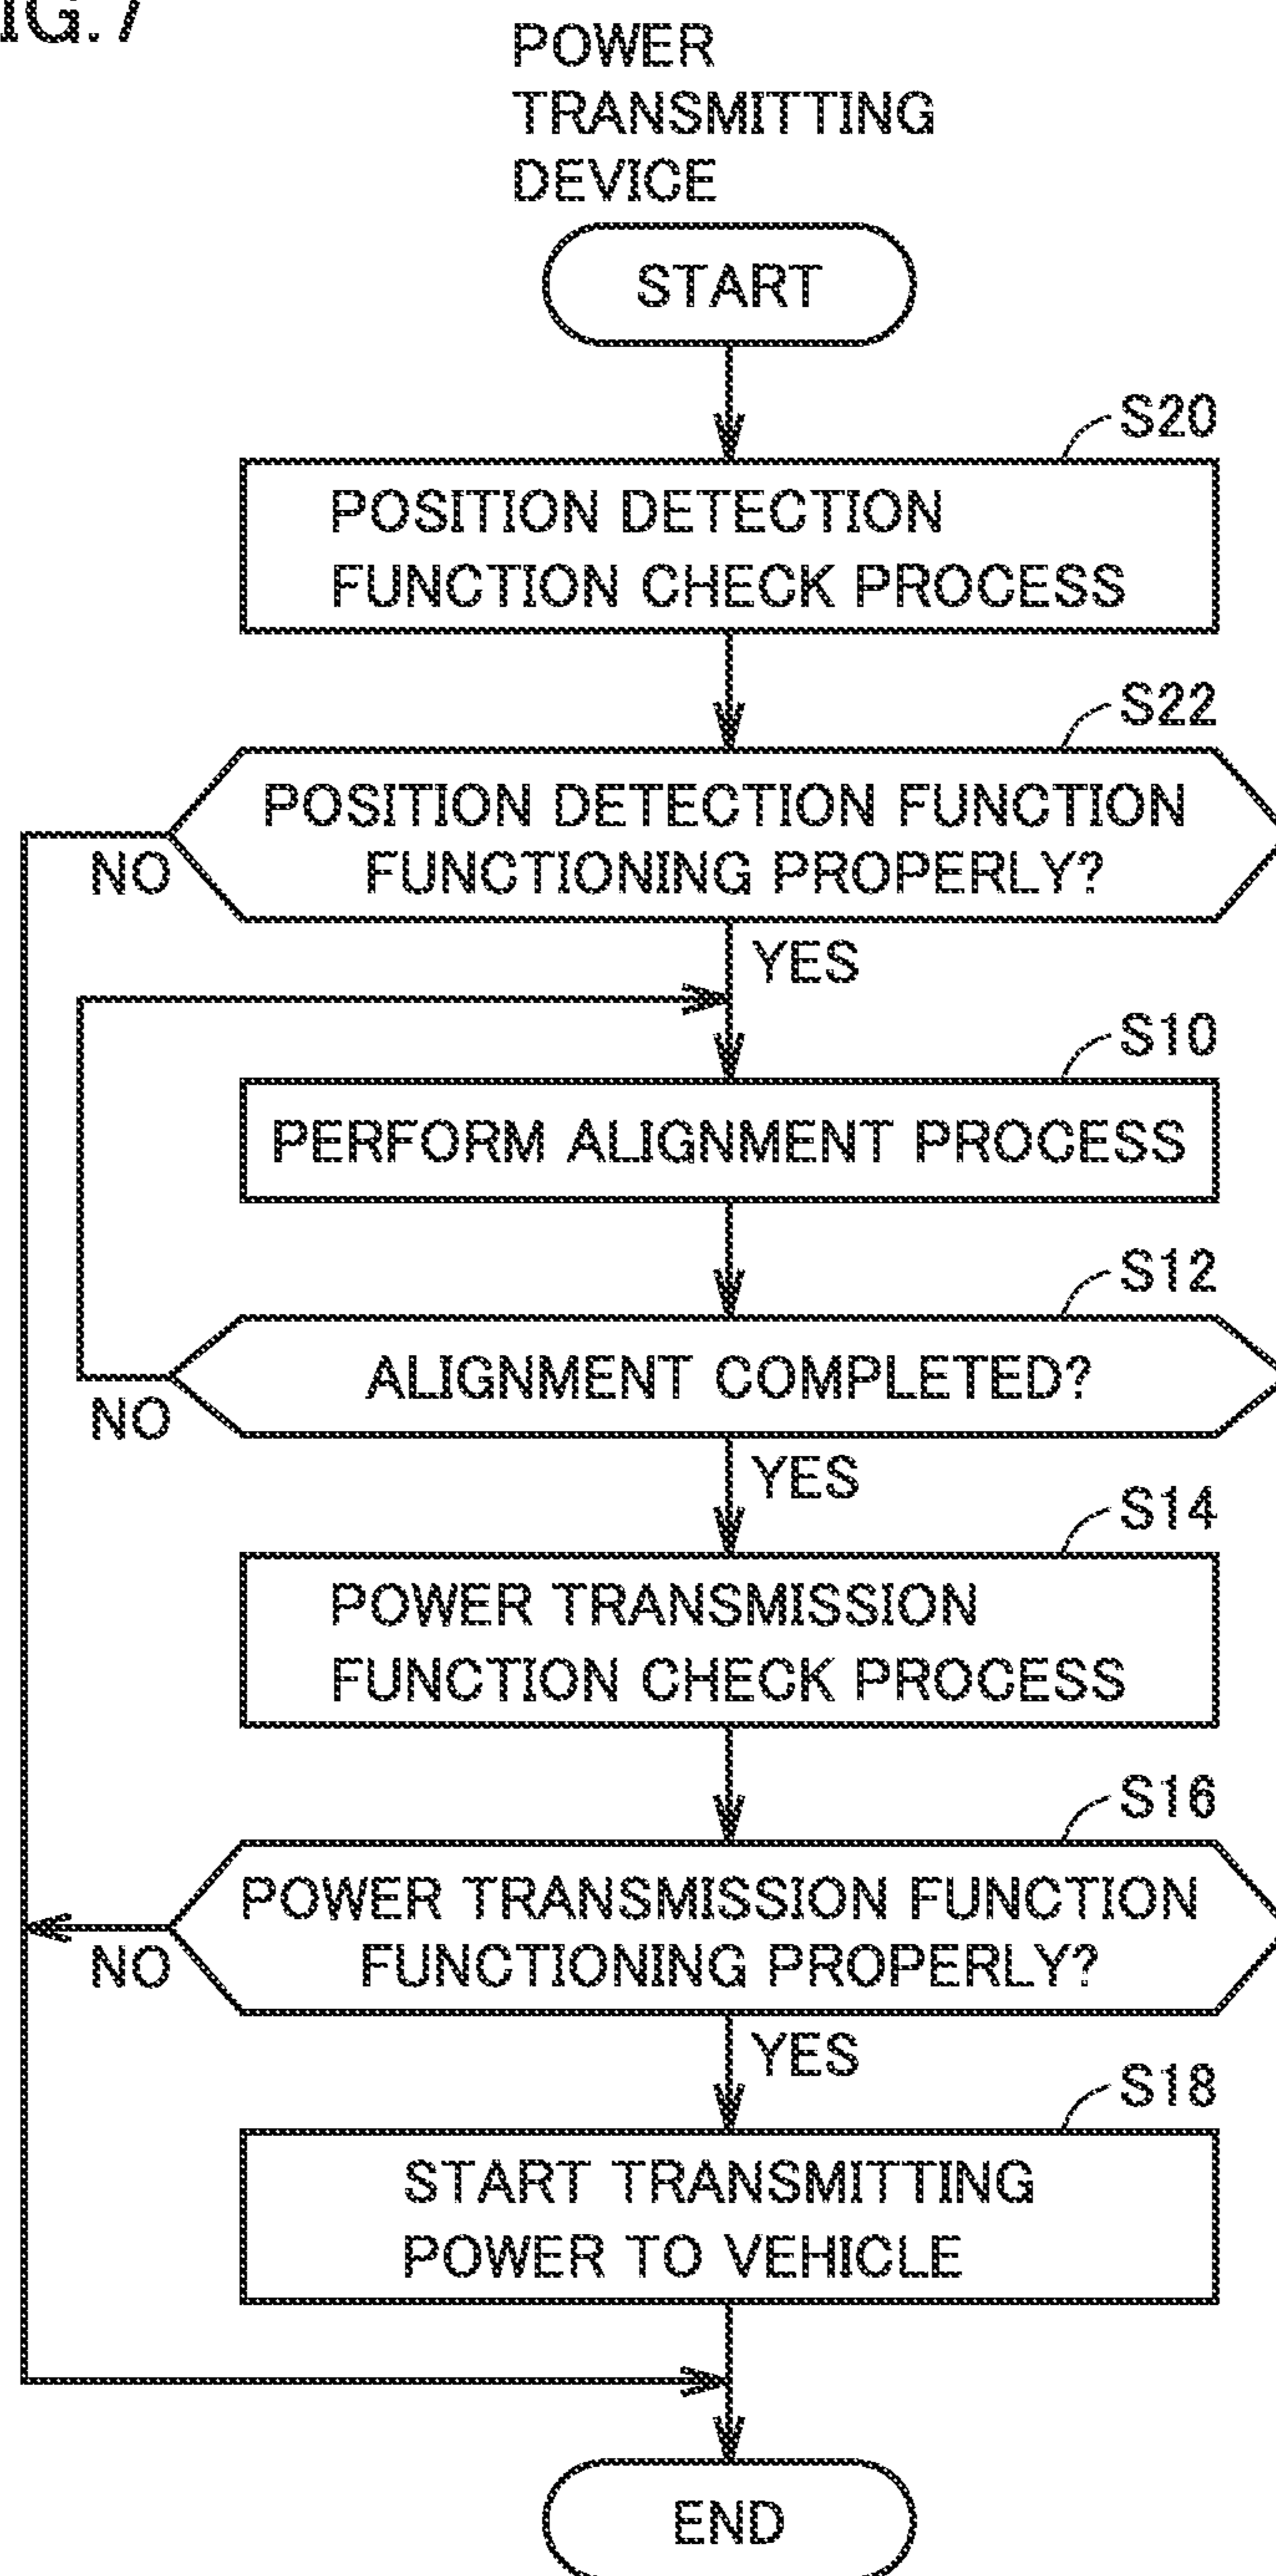 IG.7
POWER
TRANSMITTING
DEVICE
START
S20
POSITION DETECTION
FUNCTION CHECK PROCESS
S22
POSITION DETECTION FUNCTION
FUNCTIONING PROPERLY?
NO
YES
S10
PERFORM ALIGNMENT PROCESS
S12
ALIGNMENT COMPLETED?
NO
YES
S14
POWER TRANSMISSION
FUNCTION CHECK PROCESS
S16
POWER TRANSMISSION FUNCTION
FUNCTIONING PROPERLY?
NO
YES
S18
START TRANSMITTING
POWER TO VEHICLE
END